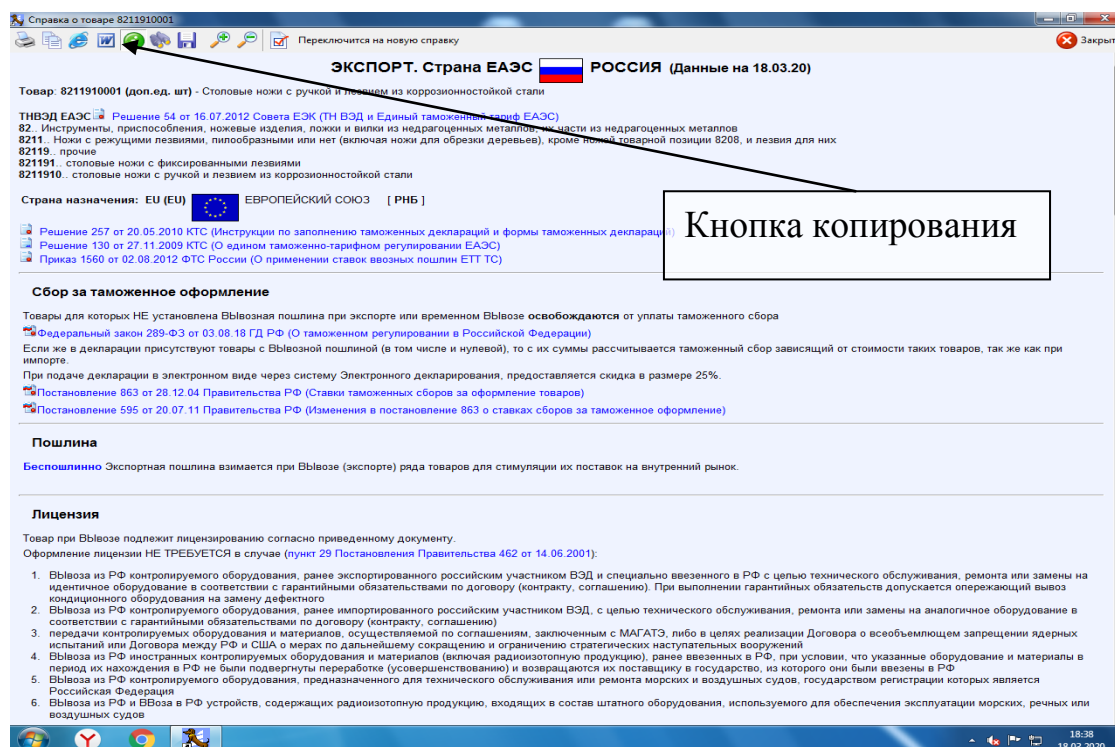 Справка о товаре 8211910001
Переключится на новую справку
Закрыт
ЭКСПОРТ. Страна ЕАЭС РОССИЯ (Данные на 18.03.20)
Товар: 8211910001 (доп.ед. шт) - Столовые ножи с ручкой и лезвием из коррозионностойкой стали
ТНВЭД ЕАЭС Решение 54 от 16.07.2012 Совета ЕЭК (ТН ВЭД и Единый таможенный тариф ЕАЭС)
82.. Инструменты, приспособления, ножевые изделия, ложки и вилки из недрагоценных металлов; их части из недрагоценных металлов
8211.. Ножи с режущими лезвиями, пилообразными или нет (включая ножи для обрезки деревьев), кроме ножей товарной позиции 8208, и лезвия для них
82119.. прочие
821191.. столовые ножи с фиксированными лезвиями
8211910.. столовые ножи с ручкой и лезвием из коррозионностойкой стали
Страна назначения: EU (EU) ЕВРОПЕЙСКИЙ СОЮЗ [ РНБ ]
Кнопка копирования
Решение 257 от 20.05.2010 КТС (Инструкции по заполнению таможенных деклараций и формы таможенных деклараций)
Решение 130 от 27.11.2009 КТС (О едином таможенно-тарифном регулировании ЕАЭС)
Приказ 1560 от 02.08.2012 ФТС России (О применении ставок ввозных пошлин ЕТТ ТС)
Сбор за таможенное оформление
Товары для которых НЕ установлена ВЫвозная пошлина при экспорте или временном ВЫвозе освобождаются от уплаты таможенного сбора
Федеральный закон 289-ФЗ от 03.08.18 ГД РФ (О таможенном регулировании в Российской Федерации)
Если же в декларации присутствуют товары с ВЫвозной пошлиной (в том числе и нулевой), то с их суммы рассчитывается таможенный сбор зависящий от стоимости таких товаров, так же как при
импорте.
При подаче декларации в электронном виде через систему Электронного декларирования, предоставляется скидка в размере 25%.
Постановление 863 от 28.12.04 Правительства РФ (Ставки таможенных сборов за оформление товаров)
Постановление 595 от 20.07.11 Правительства РФ (Изменения в постановление 863 о ставках сборов за таможенное оформление)
Пошлина
Беспошлинно Экспортная пошлина взимается при ВЫвозе (экспорте) ряда товаров для стимуляции их поставок на внутренний рынок.
Лицензия
Товар при ВЫвозе подлежит лицензированию согласно приведенному документу.
Оформление лицензии НЕ ТРЕБУЕТСЯ в случае (пункт 29 Постановления Правительства 462 от 14.06.2001):
1. ВЫвоза из РФ контролируемого оборудования, ранее экспортированного российским участником ВЭД и специально ввезенного в РФ с целью технического обслуживания, ремонта или замены на
идентичное оборудование в соответствии с гарантийными обязательствами по договору (контракту, соглашению). При выполнении гарантийных обязательств допускается опережающий вывоз
кондиционного оборудования на замену дефектного
2. ВЫвоза из РФ контролируемого оборудования, ранее импортированного российским участником ВЭД, с целью технического обслуживания, ремонта или замены на аналогичное оборудование в
соответствии с гарантийными обязательствами по договору (контракту, соглашению)
3. передачи контролируемых оборудования и материалов, осуществляемой по соглашениям, заключенным с МАГАТЭ, либо в целях реализации Договора о всеобъемлющем запрещении ядерных
испытаний или Договора между РФ и США о мерах по дальнейшему сокращению и ограничению стратегических наступательных вооружений
4. ВЫвоза из РФ иностранных контролируемых оборудования и материалов (включая радиоизотопную продукцию), ранее ввезенных в РФ, при условии, что указанные оборудование и материалы в
период их нахождения в РФ не были подвергнуты переработке (усовершенствованию) и возвращаются их поставщику в государство, из которого они были ввезены в РФ
5. ВЫвоза из РФ контролируемого оборудования, предназначенного для технического обслуживания или ремонта морских и воздушных судов, государством регистрации которых является
Российская Федерация
6. ВЫвоза из РФ и ВВоза в РФ устройств, содержащих радиоизотопную продукцию, входящих в состав штатного оборудования, используемого для обеспечения эксплуатации морских, речных или
воздушных судов
18:38
18.03.2020